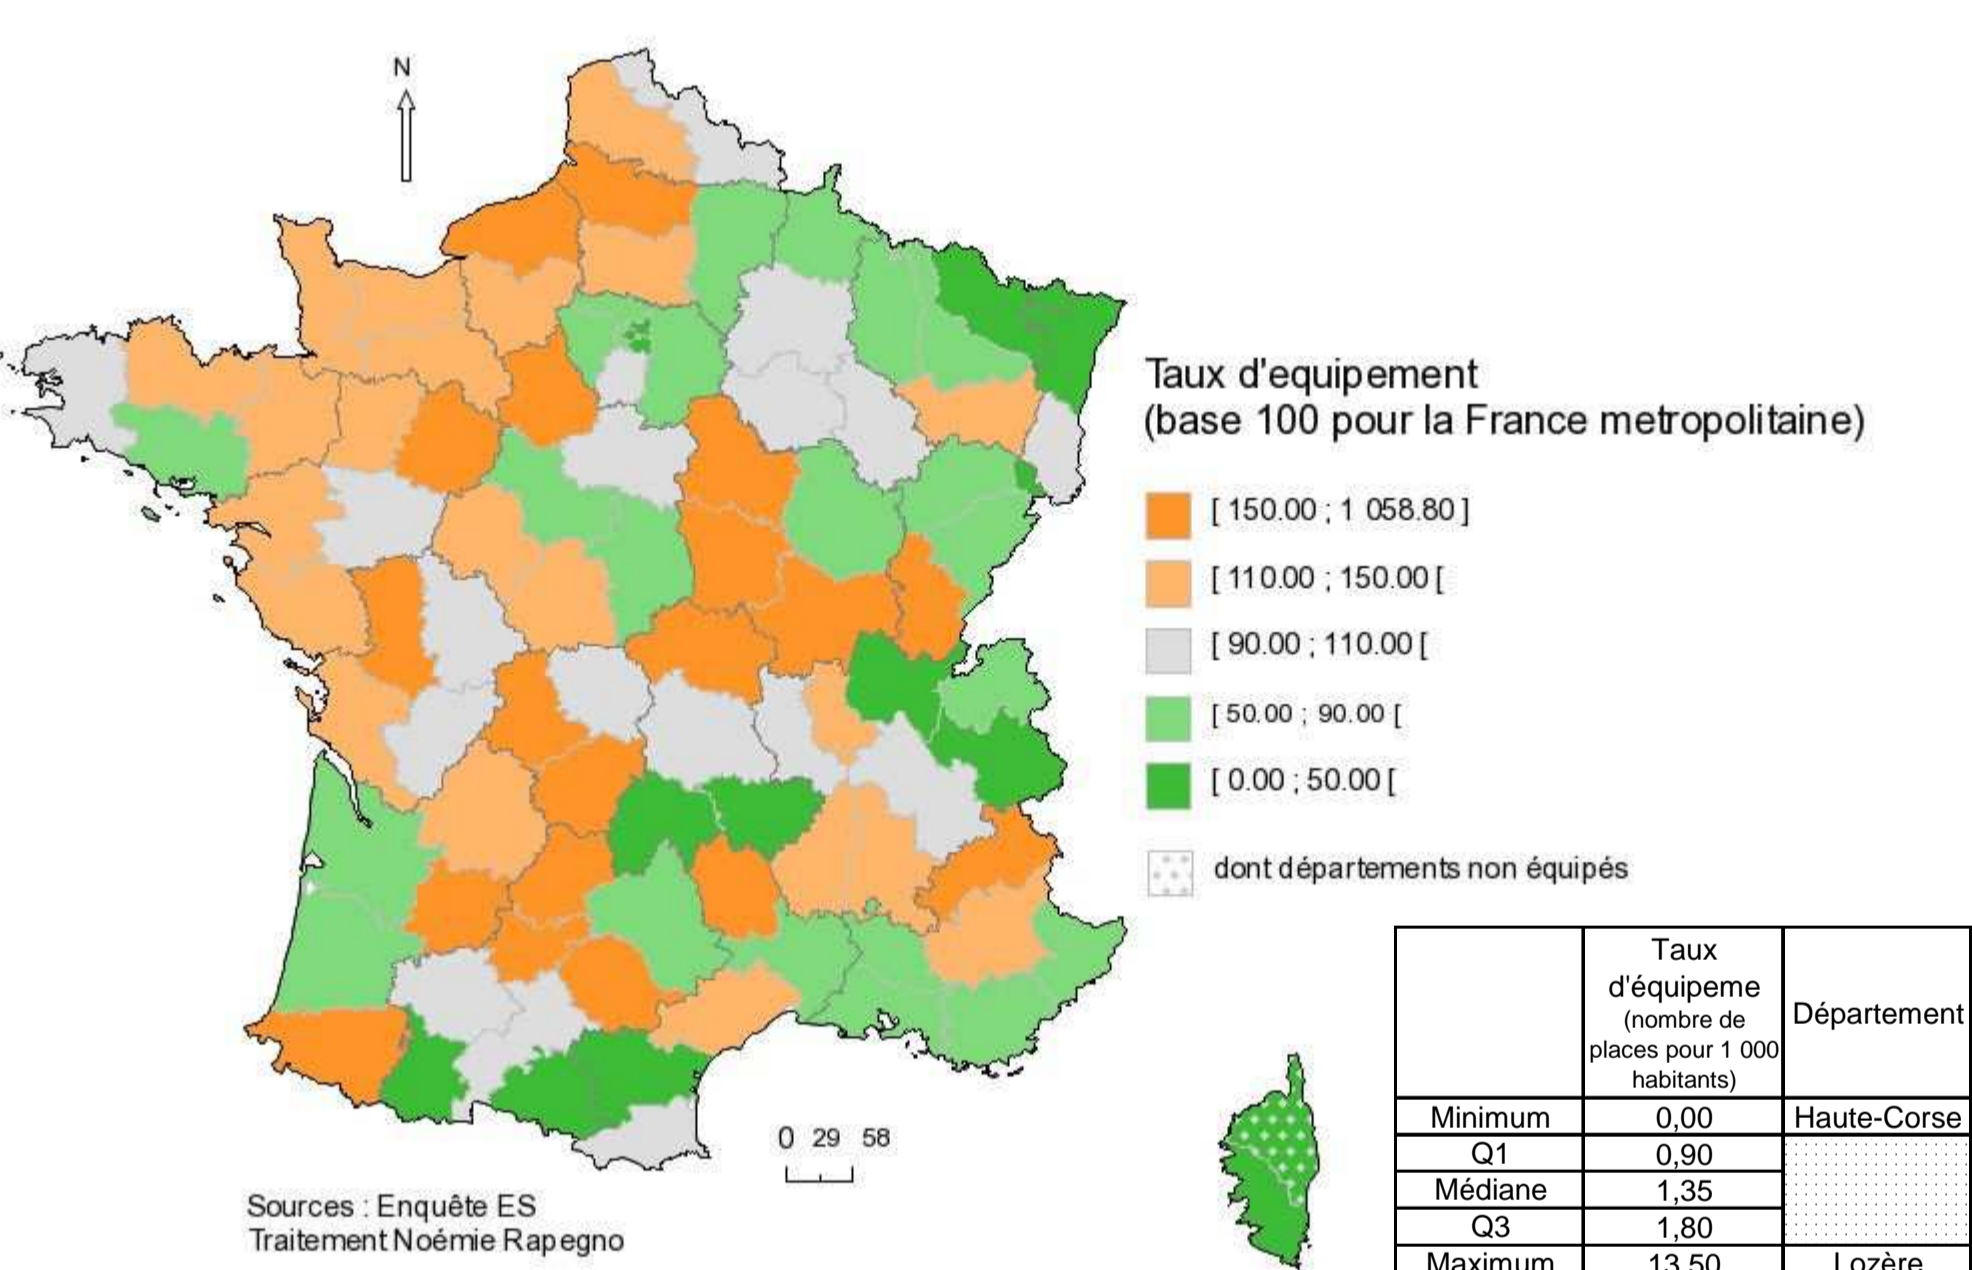 N
Taux d'equipement
(base 100 pour la France metropolitaine)
[ 150.00 ; 1 058.80 ]
[ 110.00 ; 150.00 [
[ 90.00 ; 110.00 [
[ 50.00 ; 90.00 [
[ 0.00 ; 50.00 [
dont départements non équipés
0 29 58
Sources : Enquête ES
Traitement Noémie Rapegno
Taux
d'équipeme
(nombre de
places pour 1 000
habitants)
Département
Minimum 0,00 Haute-Corse
Q1 0,90
Médiane 1,35
Q3 1,80
Maximum 13,50 Lozère